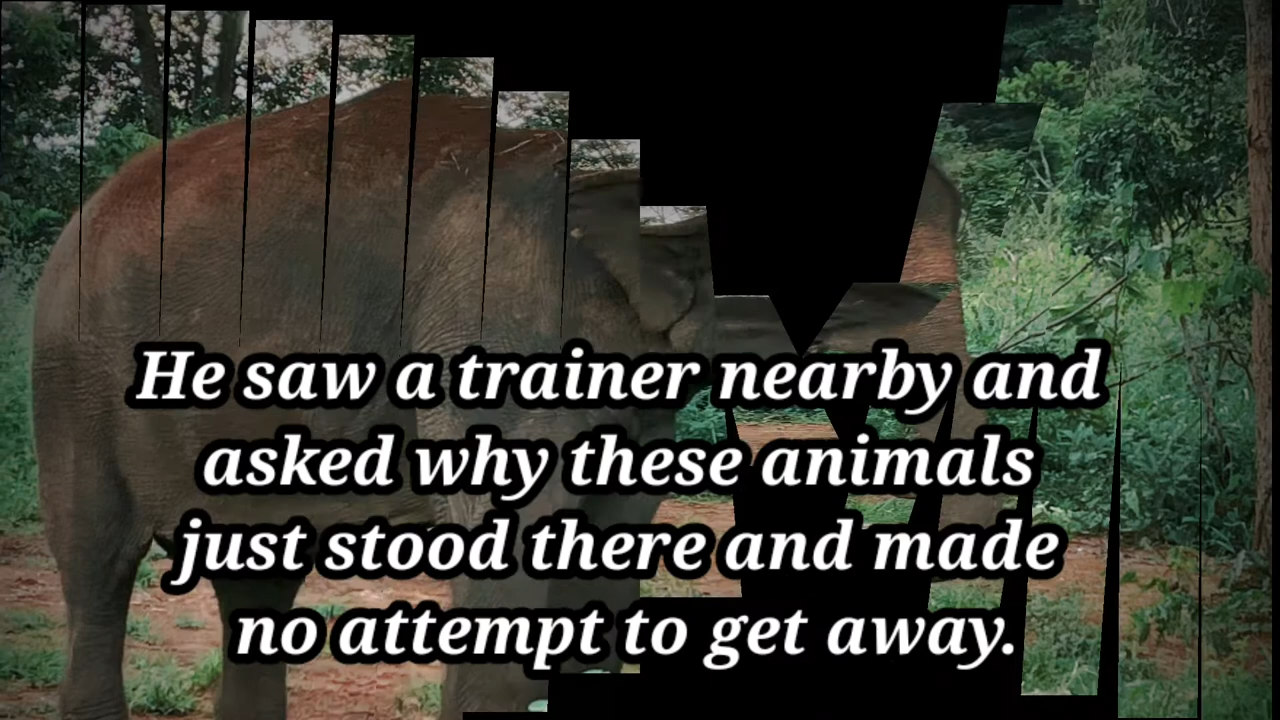 He saw a trainer nearby and
asked why these animals
just stood there and made
no attempt to get away.